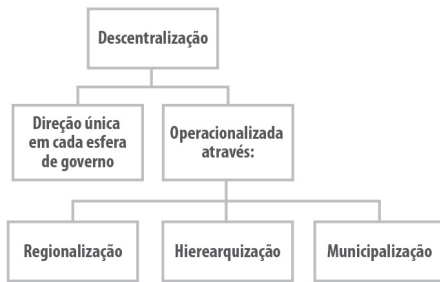 Descentralização
Direção única
em cada esfera
de governo
Operacionalizada
através:
Regionalização
Hierearquização
Municipalização